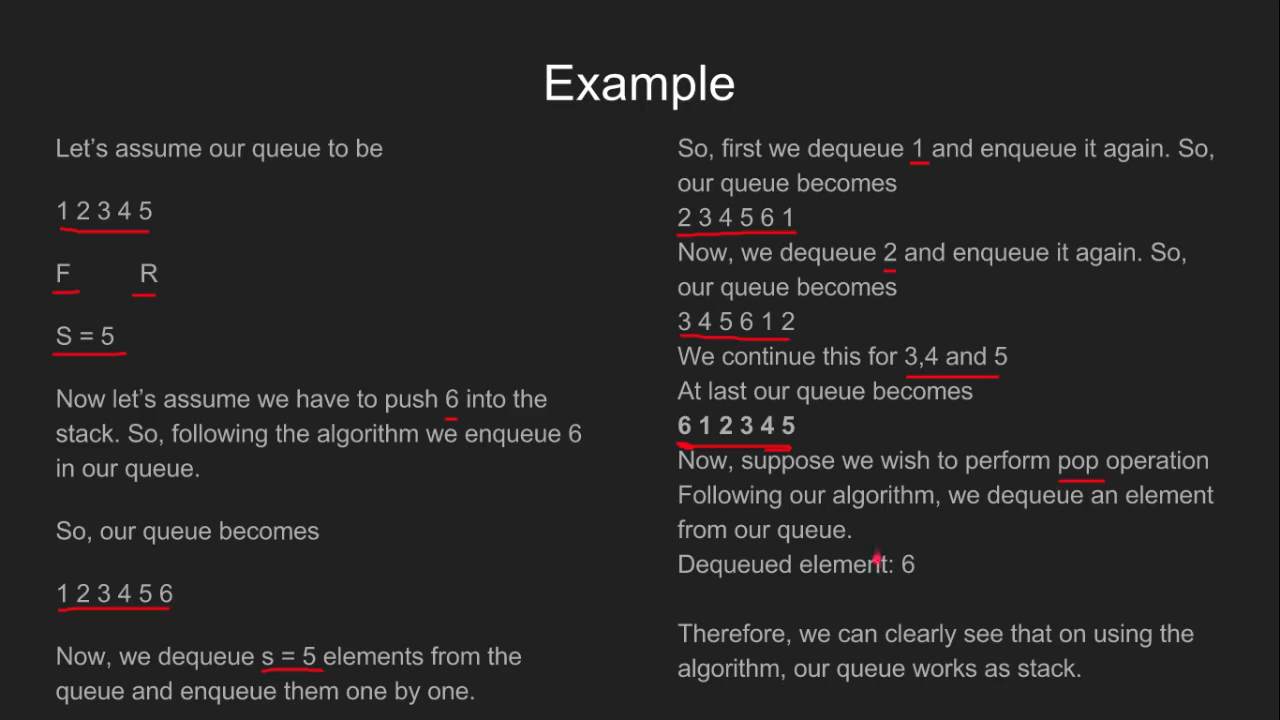 Example
Let's assume our queue to be
1 2 3 4 5
F R
S = 5
Now let's assume we have to push 6 into the
stack. So, following the algorithm we enqueue 6
in our queue.
So, our queue becomes
1 2 3 4 5 6
Now, we dequeue s = 5 elements from the
queue and enqueue them one by one.
So, first we dequeue 1 and enqueue it again. So,
our queue becomes
2 3 4 5 6 1
Now, we dequeue 2 and enqueue it again. So,
our queue becomes
3 4 5 6 1 2
We continue this for 3,4 and 5
At last our queue becomes
6 1 2 3 4 5
Now, suppose we wish to perform pop operation
Following our algorithm, we dequeue an element
from our queue.
Dequeued element: 6
Therefore, we can clearly see that on using the
algorithm, our queue works as stack.